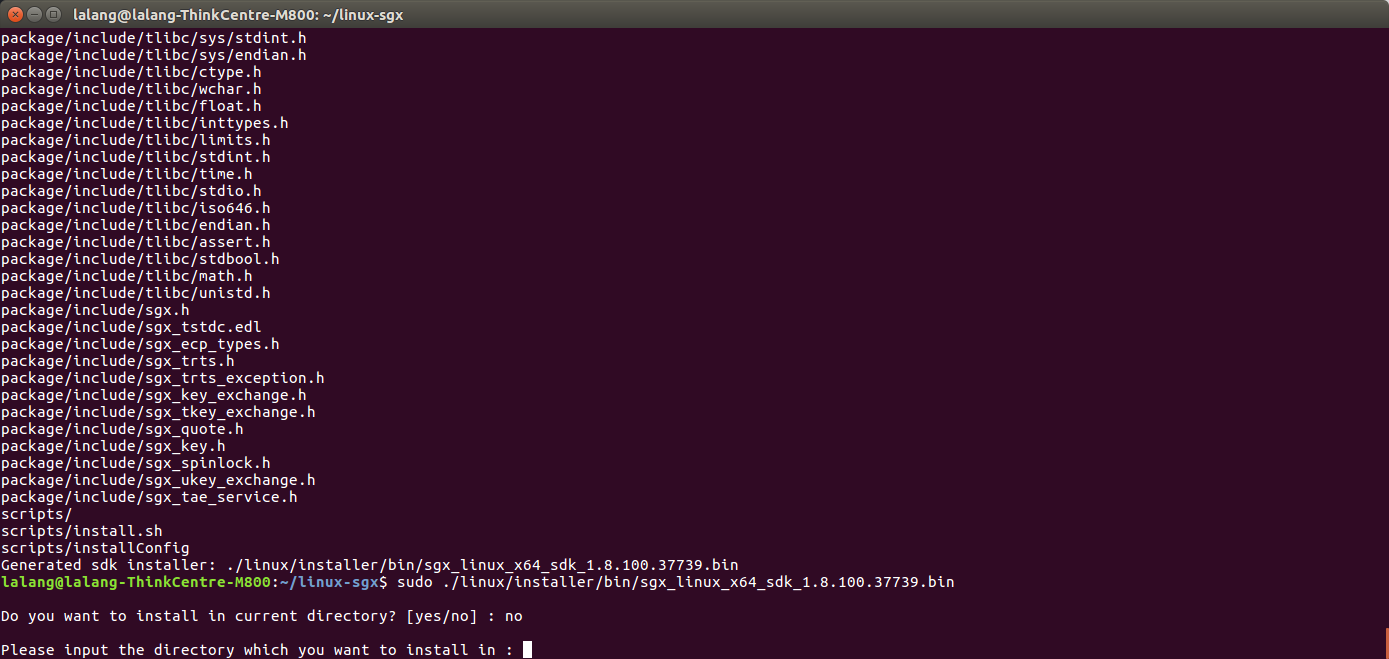 lalang@lalang-ThinkCentre-M800: ~/linux-sgx
package/include/tlibc/sys/stdint.h
package/include/tlibc/sys/endian.h
package/include/tlibc/ctype.h
package/include/tlibc/wchar.h
package/include/tlibc/float.h
package/include/tlibc/inttypes.h
package/include/tlibc/limits.h
package/include/tlibc/stdint.h
package/include/tlibc/time.h
package/include/tlibc/stdio.h
package/include/tlibc/iso646.h
package/include/tlibc/endian.h
package/include/tlibc/assert.h
package/include/tlibc/stdbool.h
package/include/tlibc/math.h
package/include/tlibc/unistd.h
package/include/sgx.h
package/include/sgx_tstdc.edl
package/include/sgx_ecp_types.h
package/include/sgx_trts.h
package/include/sgx_trts_exception.h
package/include/sgx_key_exchange.h
package/include/sgx_tkey_exchange.h
package/include/sgx_quote.h
package/include/sgx_key.h
package/include/sgx_spinlock.h
package/include/sgx_ukey_exchange.h
package/include/sgx_tae_service.h
scripts/
scripts/install.sh
scripts/installConfig
Generated sdk installer: ./linux/installer/bin/sgx_linux_x64_sdk_1.8.100.37739.bin
lalang@lalang-ThinkCentre-M800:~/linux-sgx$ sudo ./linux/installer/bin/sgx_linux_x64_sdk_1.8.100.37739.bin
Do you want to install in current directory? [yes/no] : no
Please input the directory which you want to install in :